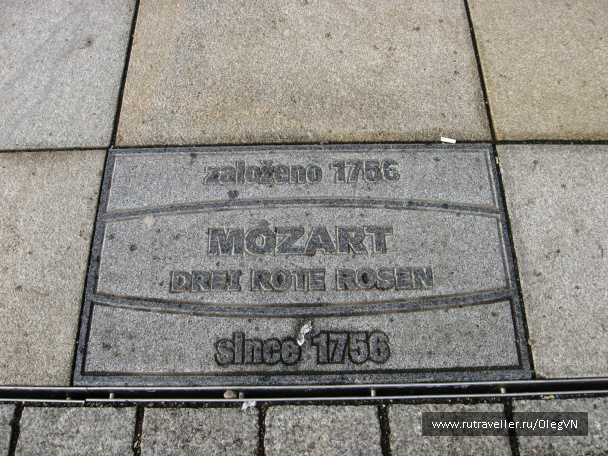 založeno 1756
MOZART
DREI ROTE ROSEN
since 1756
www.rutraveller.ru/OlegVN